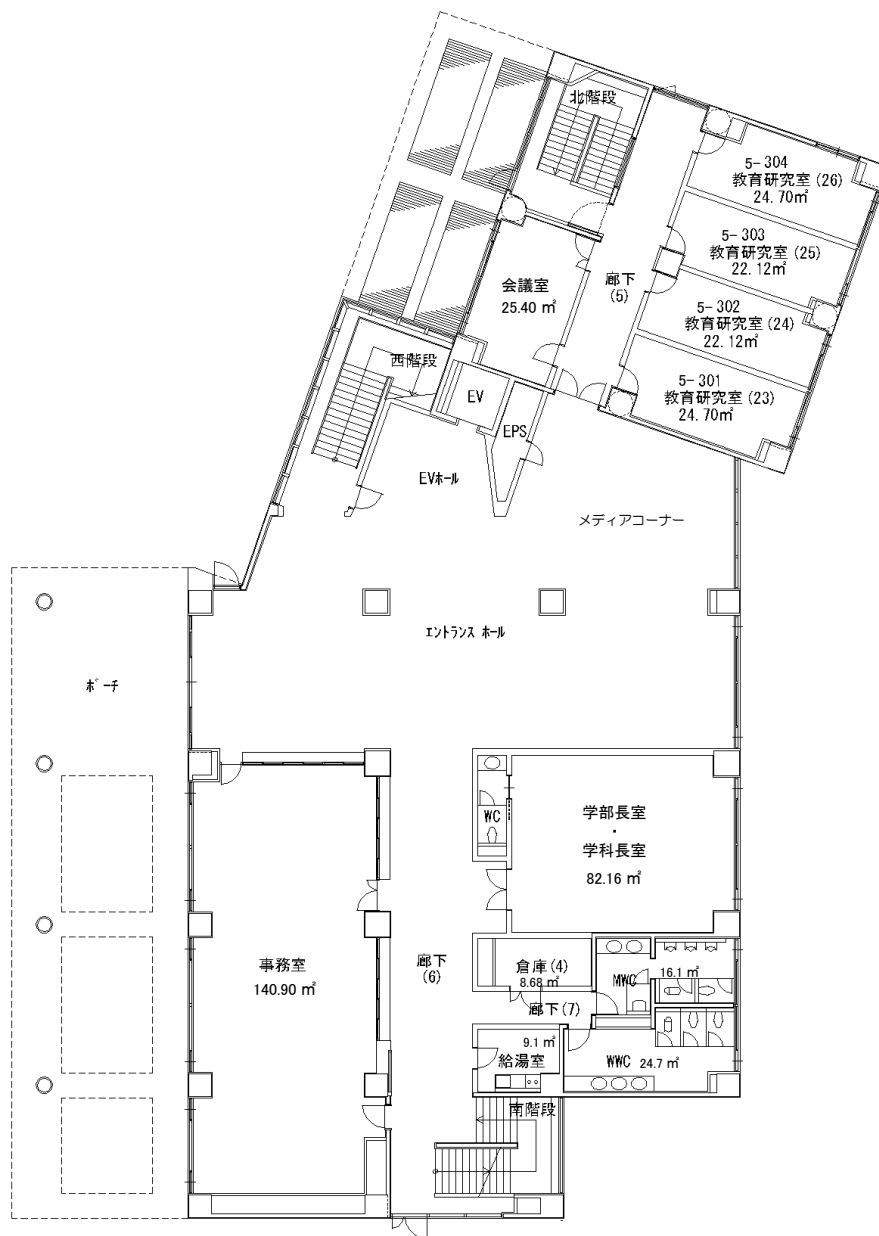 北階段
5-304
教育研究室(26)
24.70㎡
5-303
教育研究室(25)
22.12㎡
会議室
25.40 ㎡
廊下
(5)
5-302
教育研究室(24)
22.12㎡
西階段
5-301
教育研究室(23)
24.70㎡
EV
EPS
EVホール
メディアコーナー
エントランス ホール
ポーチ
学部長室
・
学科長室
82.16 ㎡
WC
事務室
140.90 ㎡
廊下
(6)
倉庫(4)
8.68 ㎡
MWC
16.1 ㎡
廊下(7)
9.1 ㎡
給湯室
WWC 24.7 ㎡
南階段